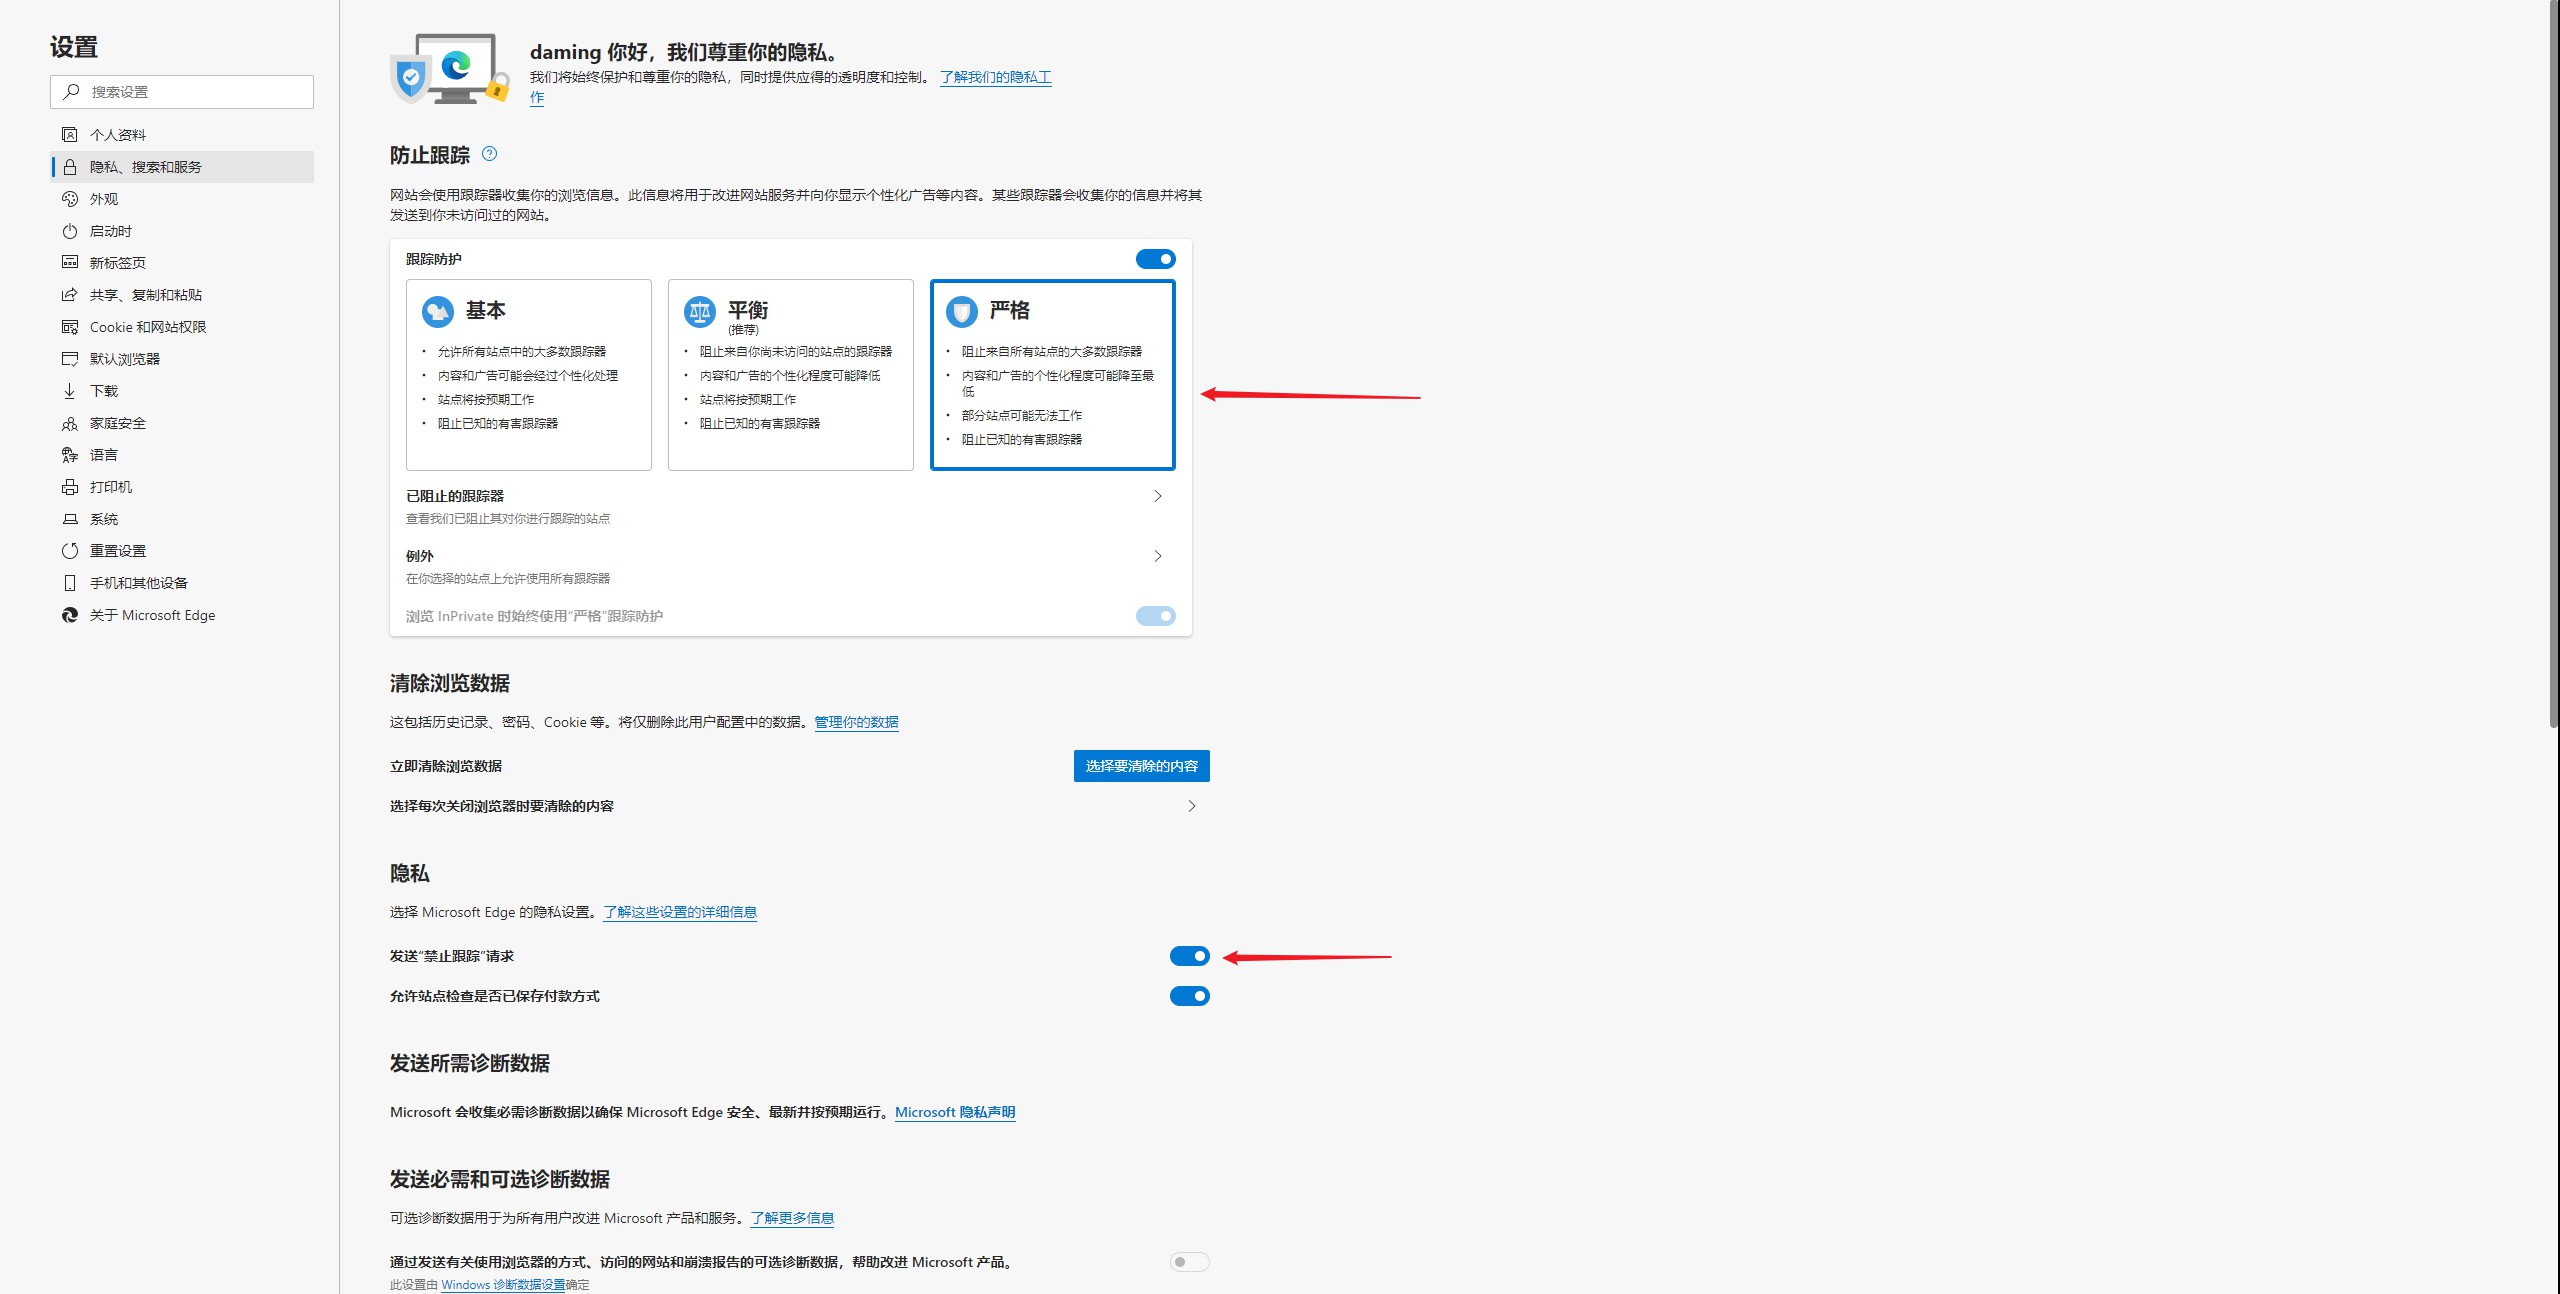 设置
搜索设置
个人资料
隐私、搜索和服务
外观
启动时
新标签页
共享、复制和粘贴
Cookie 和网站权限
默认浏览器
下载
家庭安全
语言
打印机
系统
重置设置
手机和其他设备
关于 Microsoft Edge
daming 你好，我们尊重你的隐私。
我们将始终保护和尊重你的隐私，同时提供应得的透明度和控制。 了解我们的隐私工
作
防止跟踪
网站会使用跟踪器收集你的浏览信息。此信息将用于改进网站服务并向你显示个性化广告等内容。某些跟踪器会收集你的信息并将其
发送到你未访问过的网站。
跟踪防护
基本
• 允许所有站点中的大多数跟踪器
• 内容和广告可能会经过个性化处理
• 站点将按预期工作
• 阻止已知的有害跟踪器
平衡
(推荐)
• 阻止来自你尚未访问的站点的跟踪器
• 内容和广告的个性化程度可能降低
• 站点将按预期工作
• 阻止已知的有害跟踪器
严格
• 阻止来自所有站点的大多数跟踪器
• 内容和广告的个性化程度可能降至最
低
• 部分站点可能无法工作
• 阻止已知的有害跟踪器
已阻止的跟踪器
查看我们已阻止其对你进行跟踪的站点
例外
在你选择的站点上允许使用所有跟踪器
浏览 InPrivate 时始终使用“严格”跟踪防护
清除浏览数据
这包括历史记录、密码、Cookie 等。将仅删除此用户配置中的数据。管理你的数据
立即清除浏览数据
选择要清除的内容
选择每次关闭浏览器时要清除的内容
隐私
选择 Microsoft Edge 的隐私设置。了解这些设置的详细信息
发送“禁止跟踪”请求
允许站点检查是否已保存付款方式
发送所需诊断数据
Microsoft 会收集必需诊断数据以确保 Microsoft Edge 安全、最新并按预期运行。Microsoft 隐私声明
发送必需和可选诊断数据
可选诊断数据用于为所有用户改进 Microsoft 产品和服务。了解更多信息
通过发送有关使用浏览器的方式、访问的网站和崩溃报告的可选诊断数据，帮助改进 Microsoft 产品。
此设置由 Windows 诊断数据设置确定